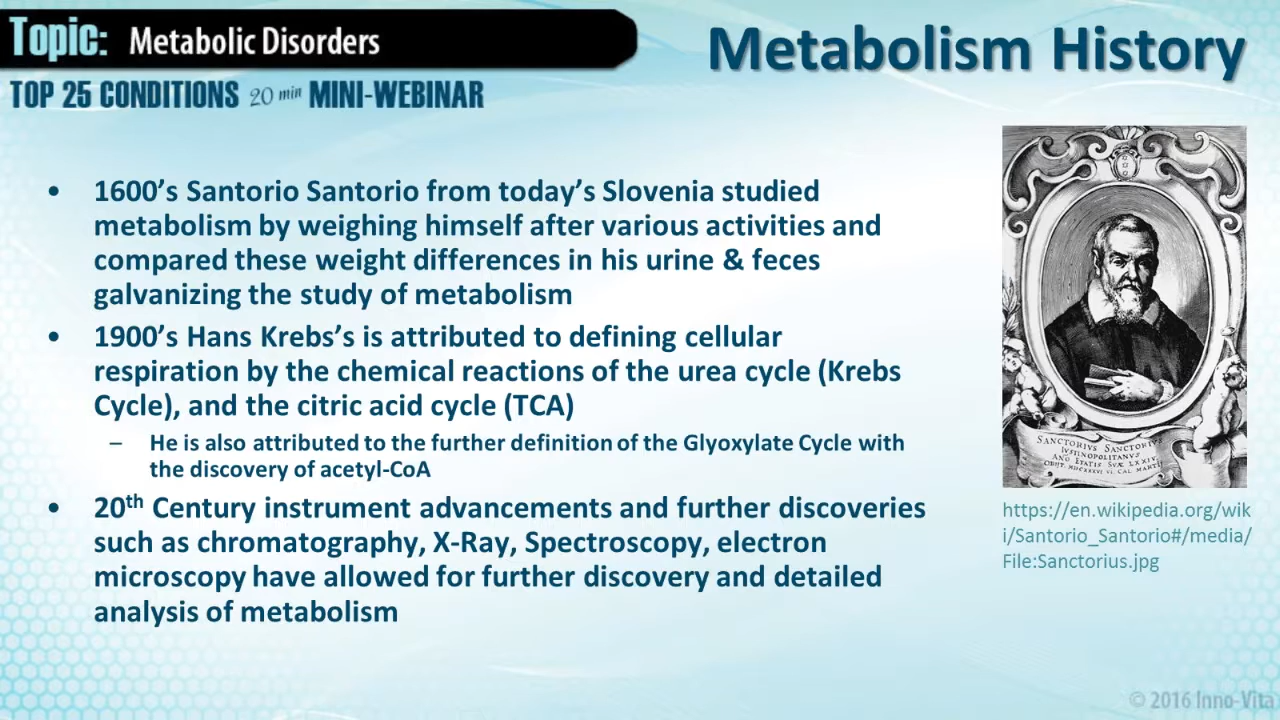 Topic: Metabolic Disorders
TOP 25 CONDITIONS 20 min MINI-WEBINAR
Metabolism History
• 1600’s Santorio Santorio from today’s Slovenia studied
metabolism by weighing himself after various activities and
compared these weight differences in his urine & feces
galvanizing the study of metabolism
• 1900’s Hans Krebs’s is attributed to defining cellular
respiration by the chemical reactions of the urea cycle (Krebs
Cycle), and the citric acid cycle (TCA)
– He is also attributed to the further definition of the Glyoxylate Cycle with
the discovery of acetyl-CoA
• 20th Century instrument advancements and further discoveries
such as chromatography, X-Ray, Spectroscopy, electron
microscopy have allowed for further discovery and detailed
analysis of metabolism
SANCTORIUS SANCTORIUS
IUSTINOPOLITANUS
https://en.wikipedia.org/wik
i/Santorio_Santorio#/media/
File:Sanctorius.jpg
© 2016 Inno-Vita